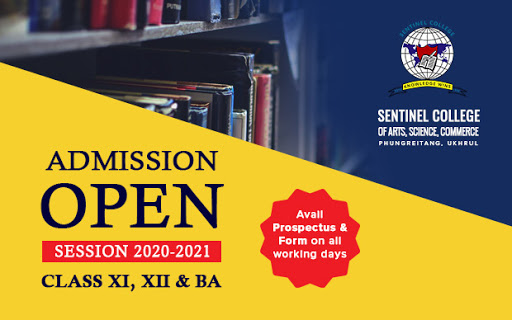 SENTINEL COLLEGE
KNOWLEDGE WINS
SENTINEL COLLEGE
OF ARTS, SCIENCE, COMMERCE
PHUNGREITANG, UKHRUL
ADMISSION
OPEN
SESSION 2020-2021
CLASS XI, XII & BA
Avail
Prospectus &
Form on all
working days